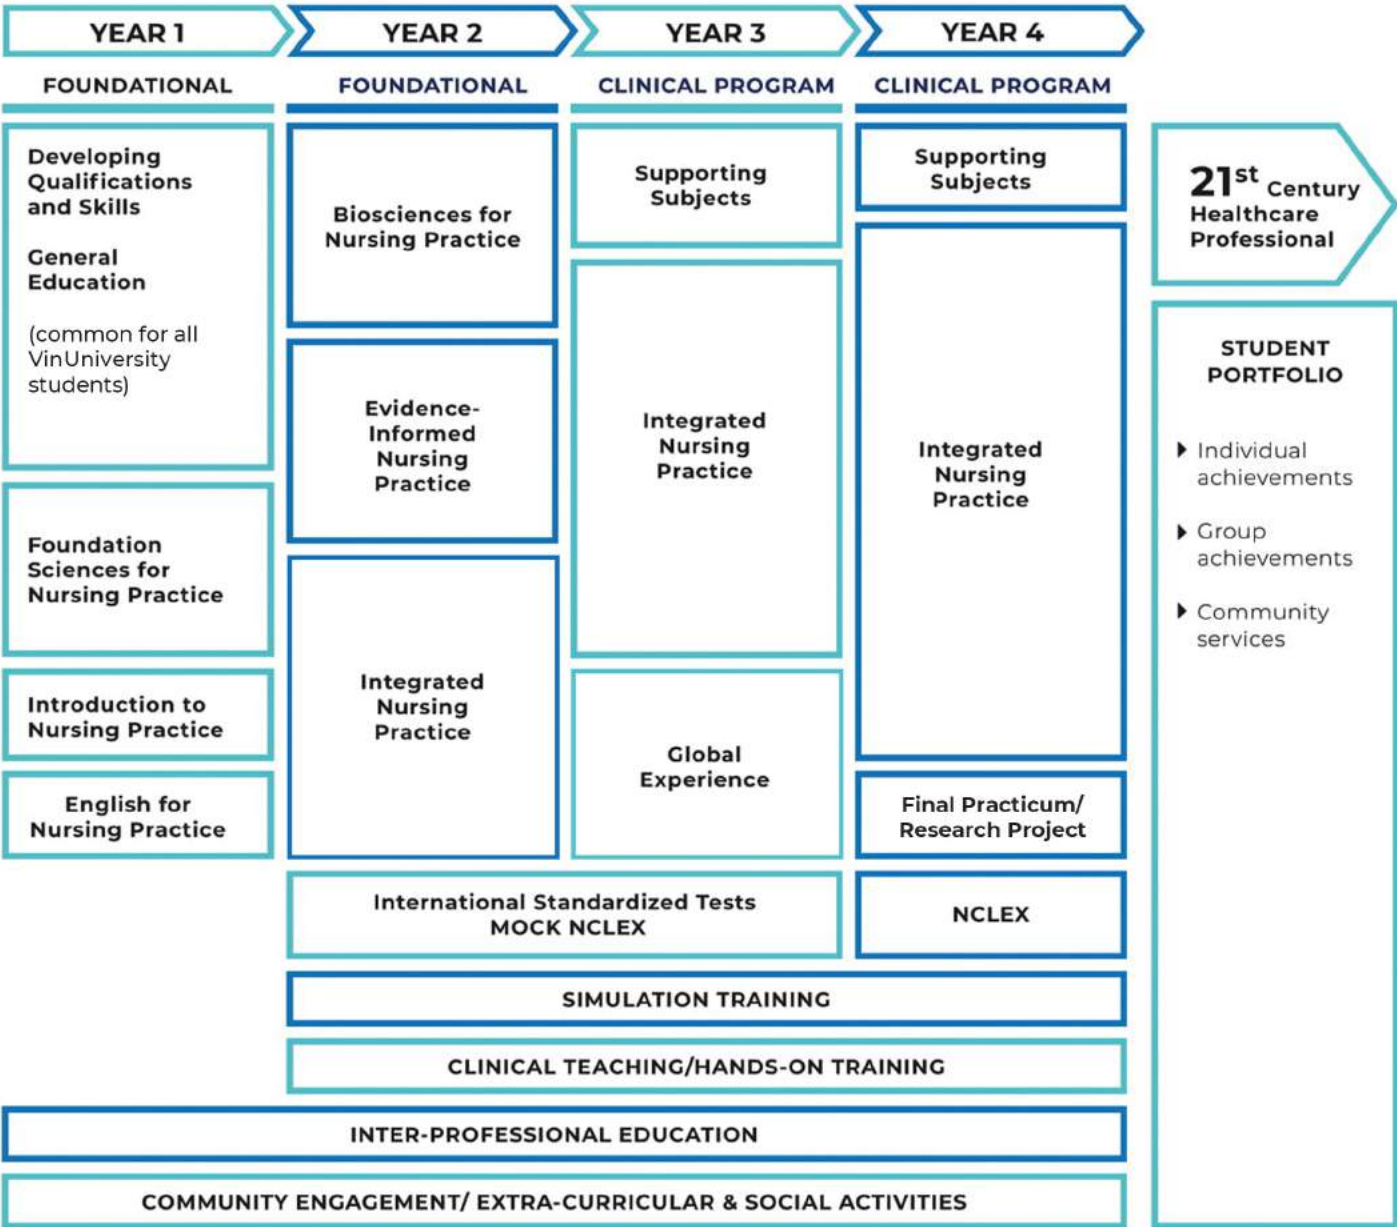 YEAR 1
YEAR 2
YEAR 3
YEAR 4
FOUNDATIONAL
FOUNDATIONAL
CLINICAL PROGRAM
CLINICAL PROGRAM
Developing
Qualifications
and Skills
General
Education
(common for all
VinUniversity
students)
Foundation
Sciences for
Nursing Practice
Introduction to
Nursing Practice
English for
Nursing Practice
Biosciences for
Nursing Practice
Evidence-
Informed
Nursing
Practice
Integrated
Nursing
Practice
Supporting
Subjects
Integrated
Nursing
Practice
Global
Experience
Supporting
Subjects
Integrated
Nursing
Practice
Final Practicum/
Research Project
International Standardized Tests
MOCK NCLEX
NCLEX
SIMULATION TRAINING
CLINICAL TEACHING/HANDS-ON TRAINING
INTER-PROFESSIONAL EDUCATION
COMMUNITY ENGAGEMENT/ EXTRA-CURRICULAR & SOCIAL ACTIVITIES
21st Century
Healthcare
Professional
STUDENT
PORTFOLIO
Individual
achievements
Group
achievements
Community
services